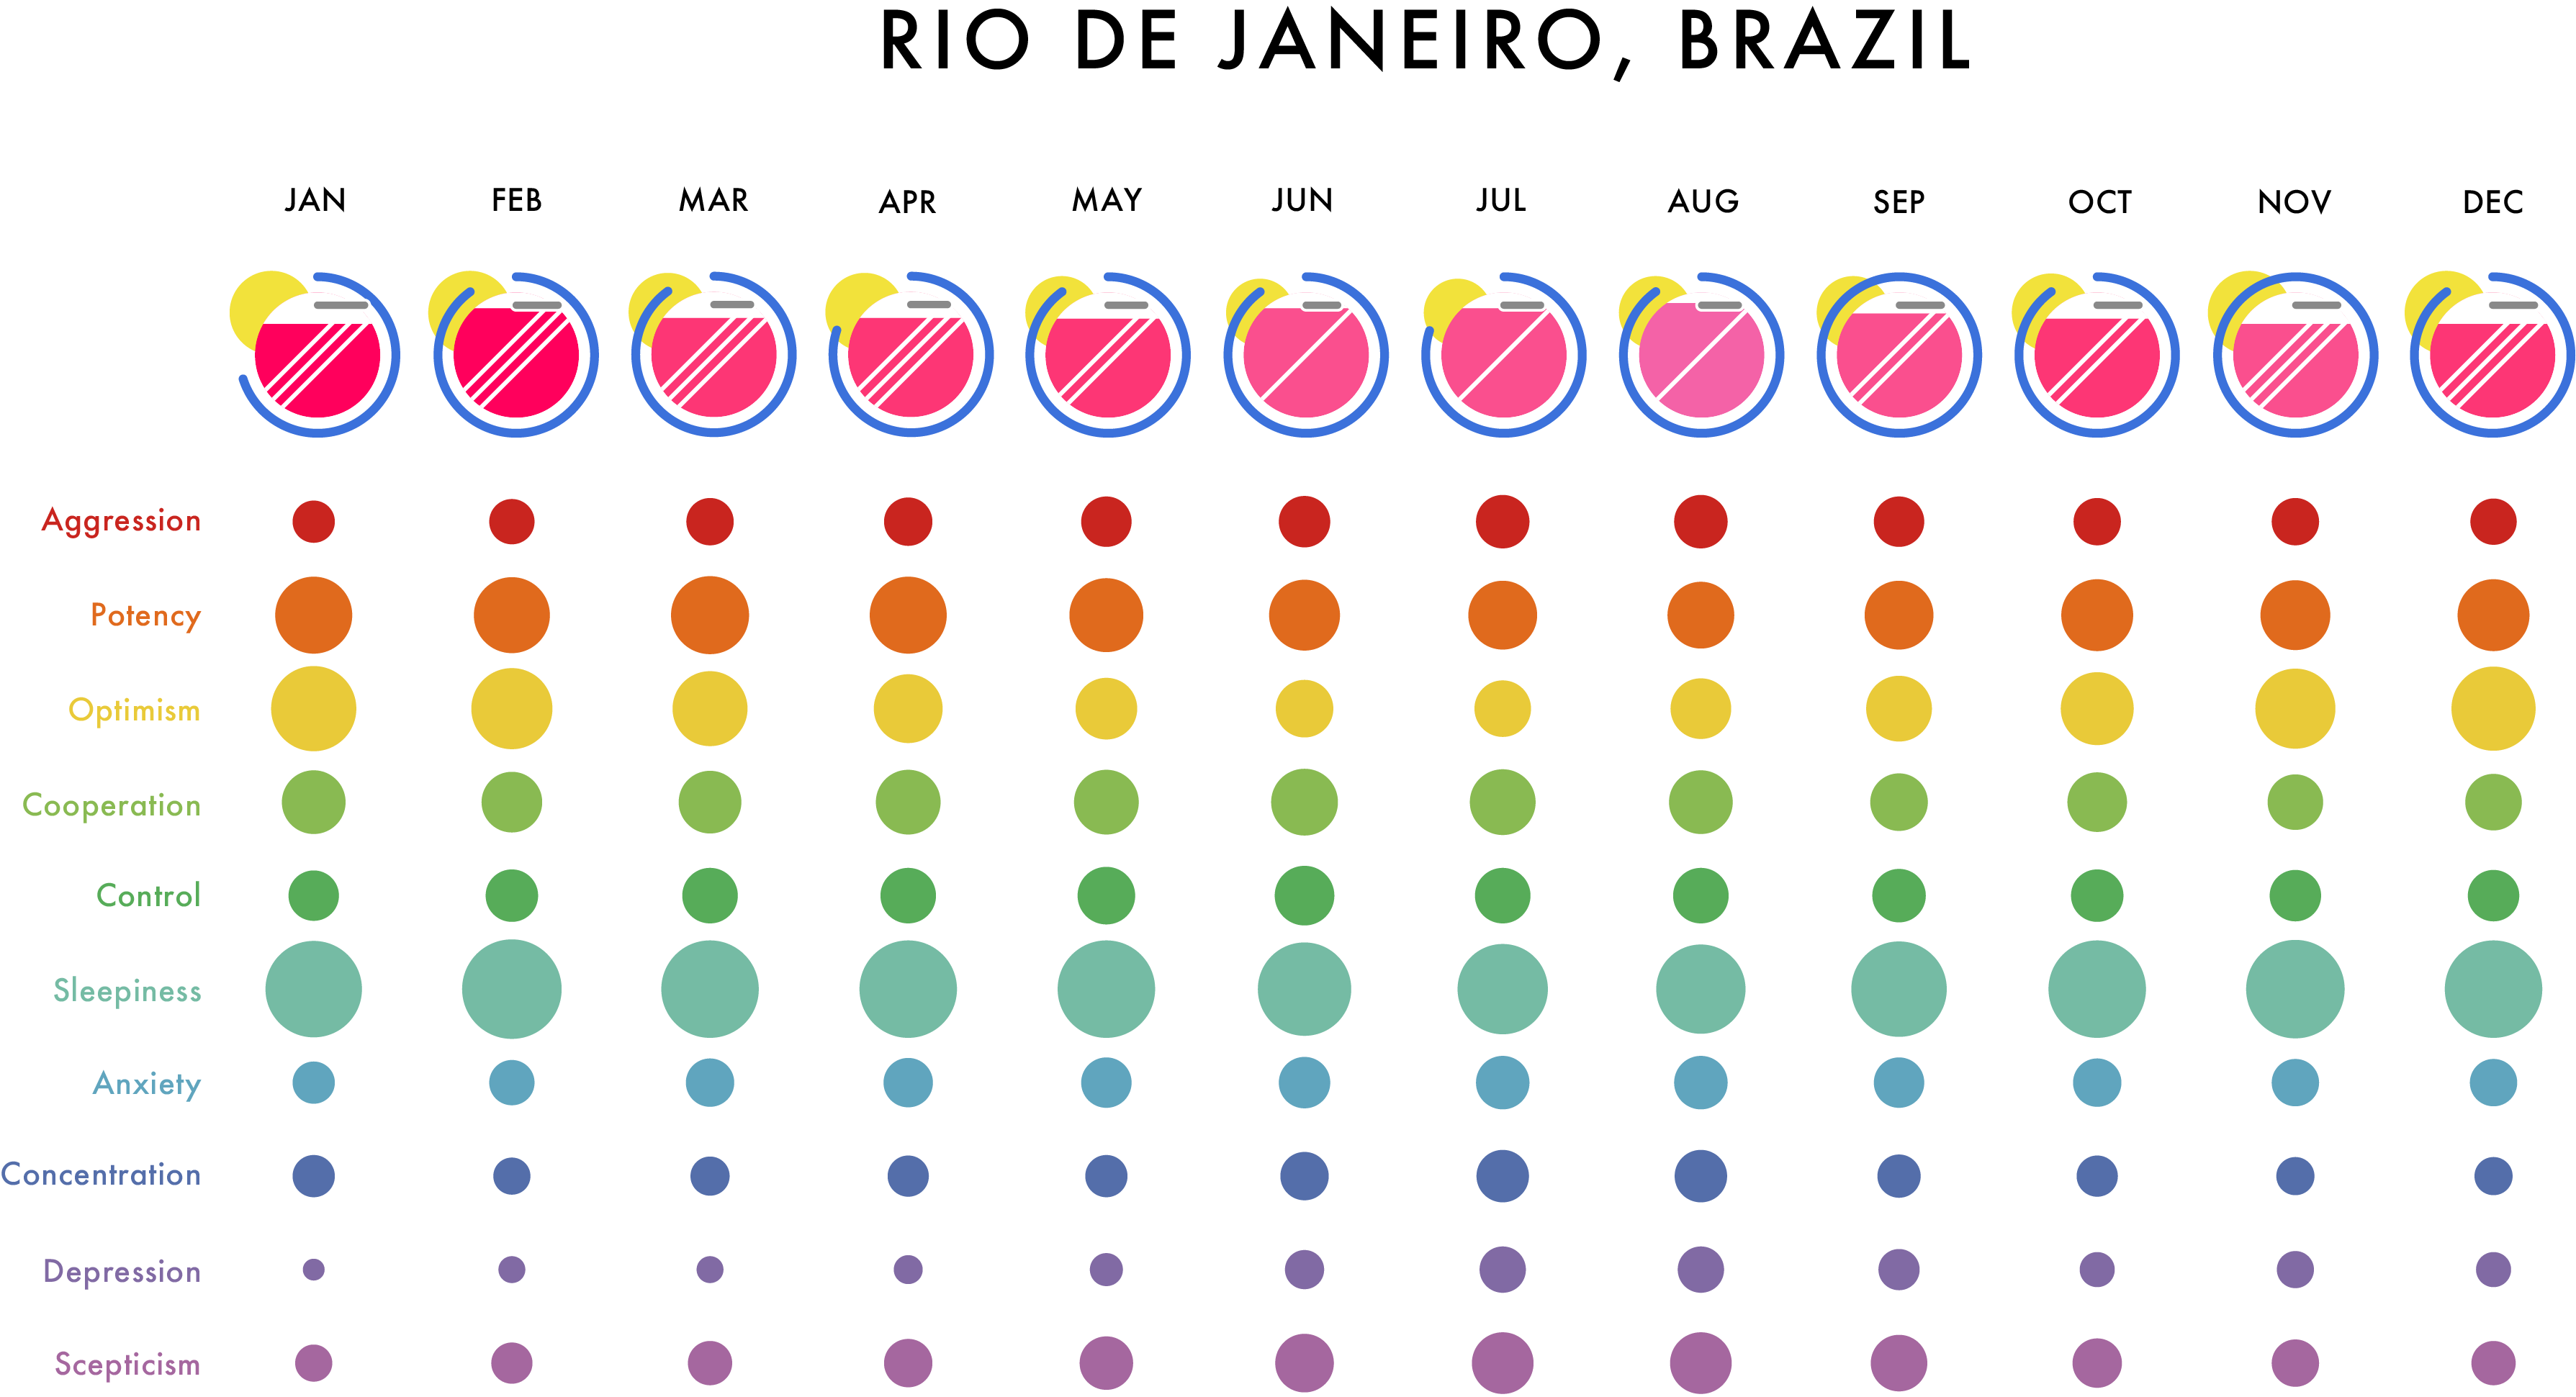 RIO DE JANEIRO, BRAZIL
JAN FEB MAR APR MAY JUN JUL AUG SEP OCT NOV DEC
Aggression
Potency
Optimism
Cooperation
Control
Sleepiness
Anxiety
Concentration
Depression
Scepticism